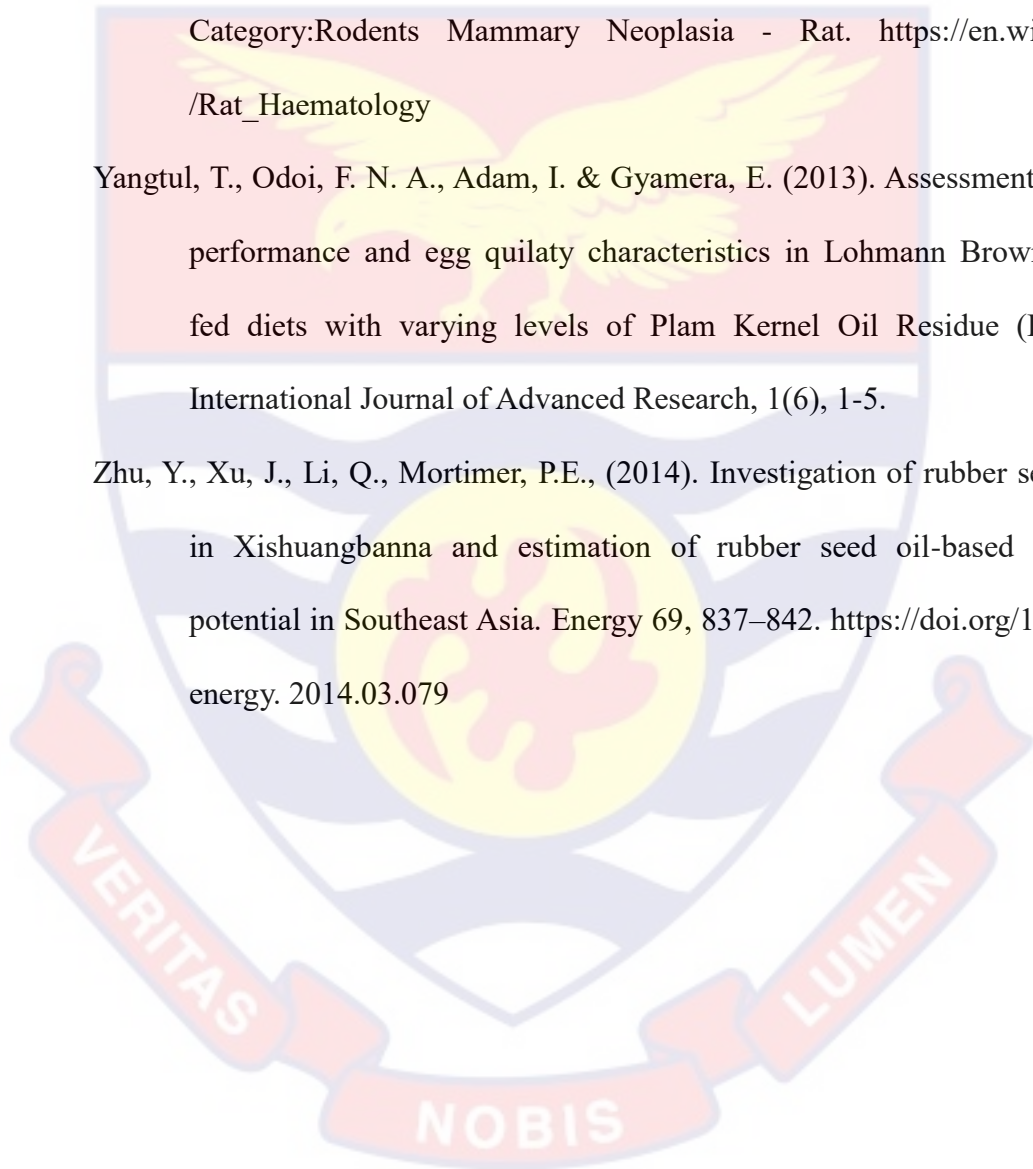 Category:Rodents Mammary Neoplasia - Rat. https://en.wi
/Rat_Haematology
Yangtul, T., Odoi, F. N. A., Adam, I. & Gyamera, E. (2013). Assessment
performance and egg quilaty characteristics in Lohmann Brow
fed diets with varying levels of Plam Kernel Oil Residue (
International Journal of Advanced Research, 1(6), 1-5.
Zhu, Y., Xu, J., Li, Q., Mortimer, P.E., (2014). Investigation of rubber s
in Xishuangbanna and estimation of rubber seed oil-based
potential in Southeast Asia. Energy 69, 837–842. https://doi.org/1
energy. 2014.03.079
VERITAS
NOBIS
LUMEN